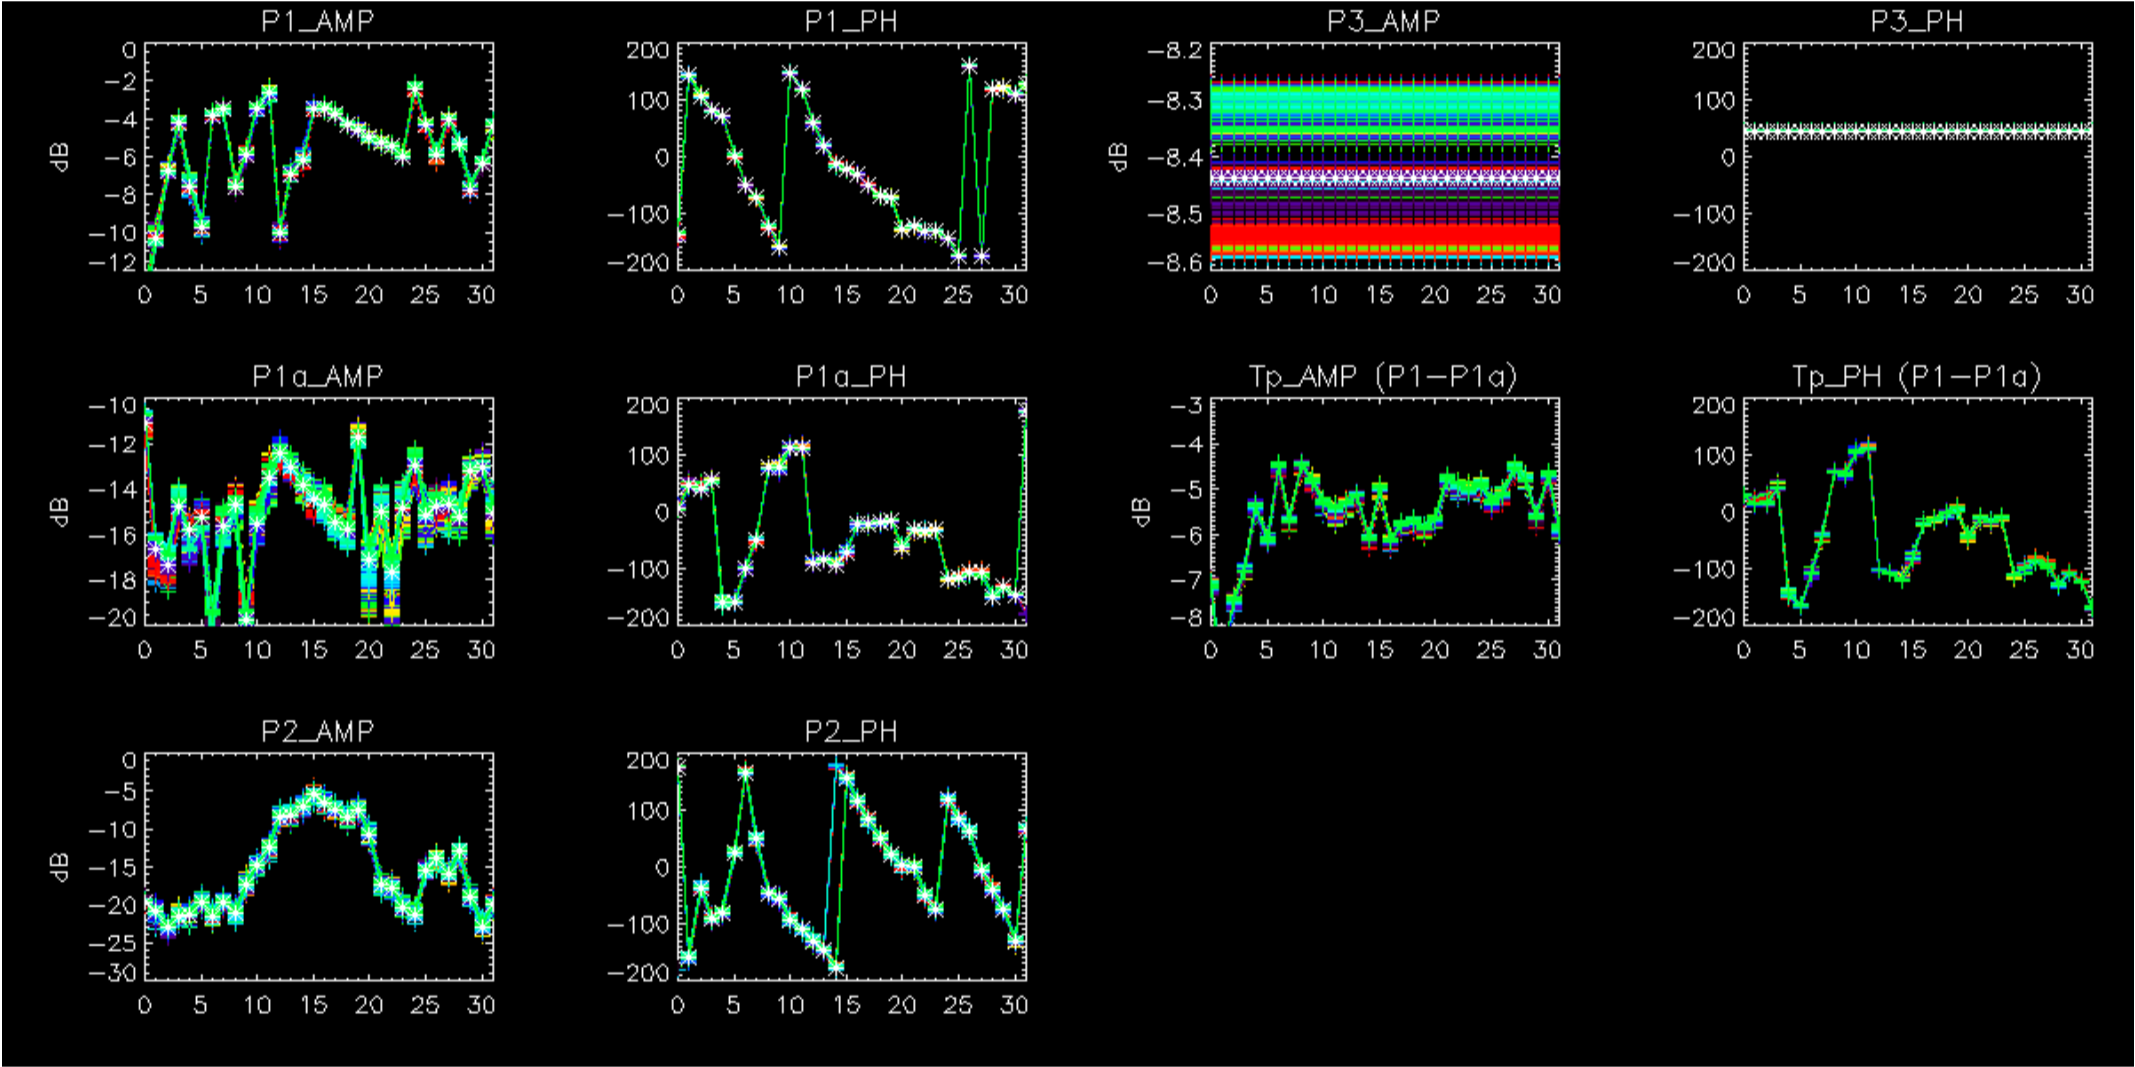 P1_AMP P1_PH P3_AMP P3_PH
0 200 -8.2 200
-2 100 -8.3 100
-4 0 -8.4 0
-6 -100 -8.5 -100
-8 -200 -8.6 -200
-10
-12
dB dB
0 5 10 15 20 25 30 0 5 10 15 20 25 30 0 5 10 15 20 25 30 0 5 10 15 20 25 30
P1a_AMP P1a_PH Tp_AMP (P1-P1a) Tp_PH (P1-P1a)
-10 200 -3 200
-12 100 -4 100
-14 0 -5 0
-16 -100 -6 -100
-18 -200 -7 -200
-20 -8
dB dB
0 5 10 15 20 25 30 0 5 10 15 20 25 30 0 5 10 15 20 25 30 0 5 10 15 20 25 30
P2_AMP P2_PH
0 200
-5 100
-10 0
-15 -100
-20 -200
-25
-30
dB
0 5 10 15 20 25 30 0 5 10 15 20 25 30